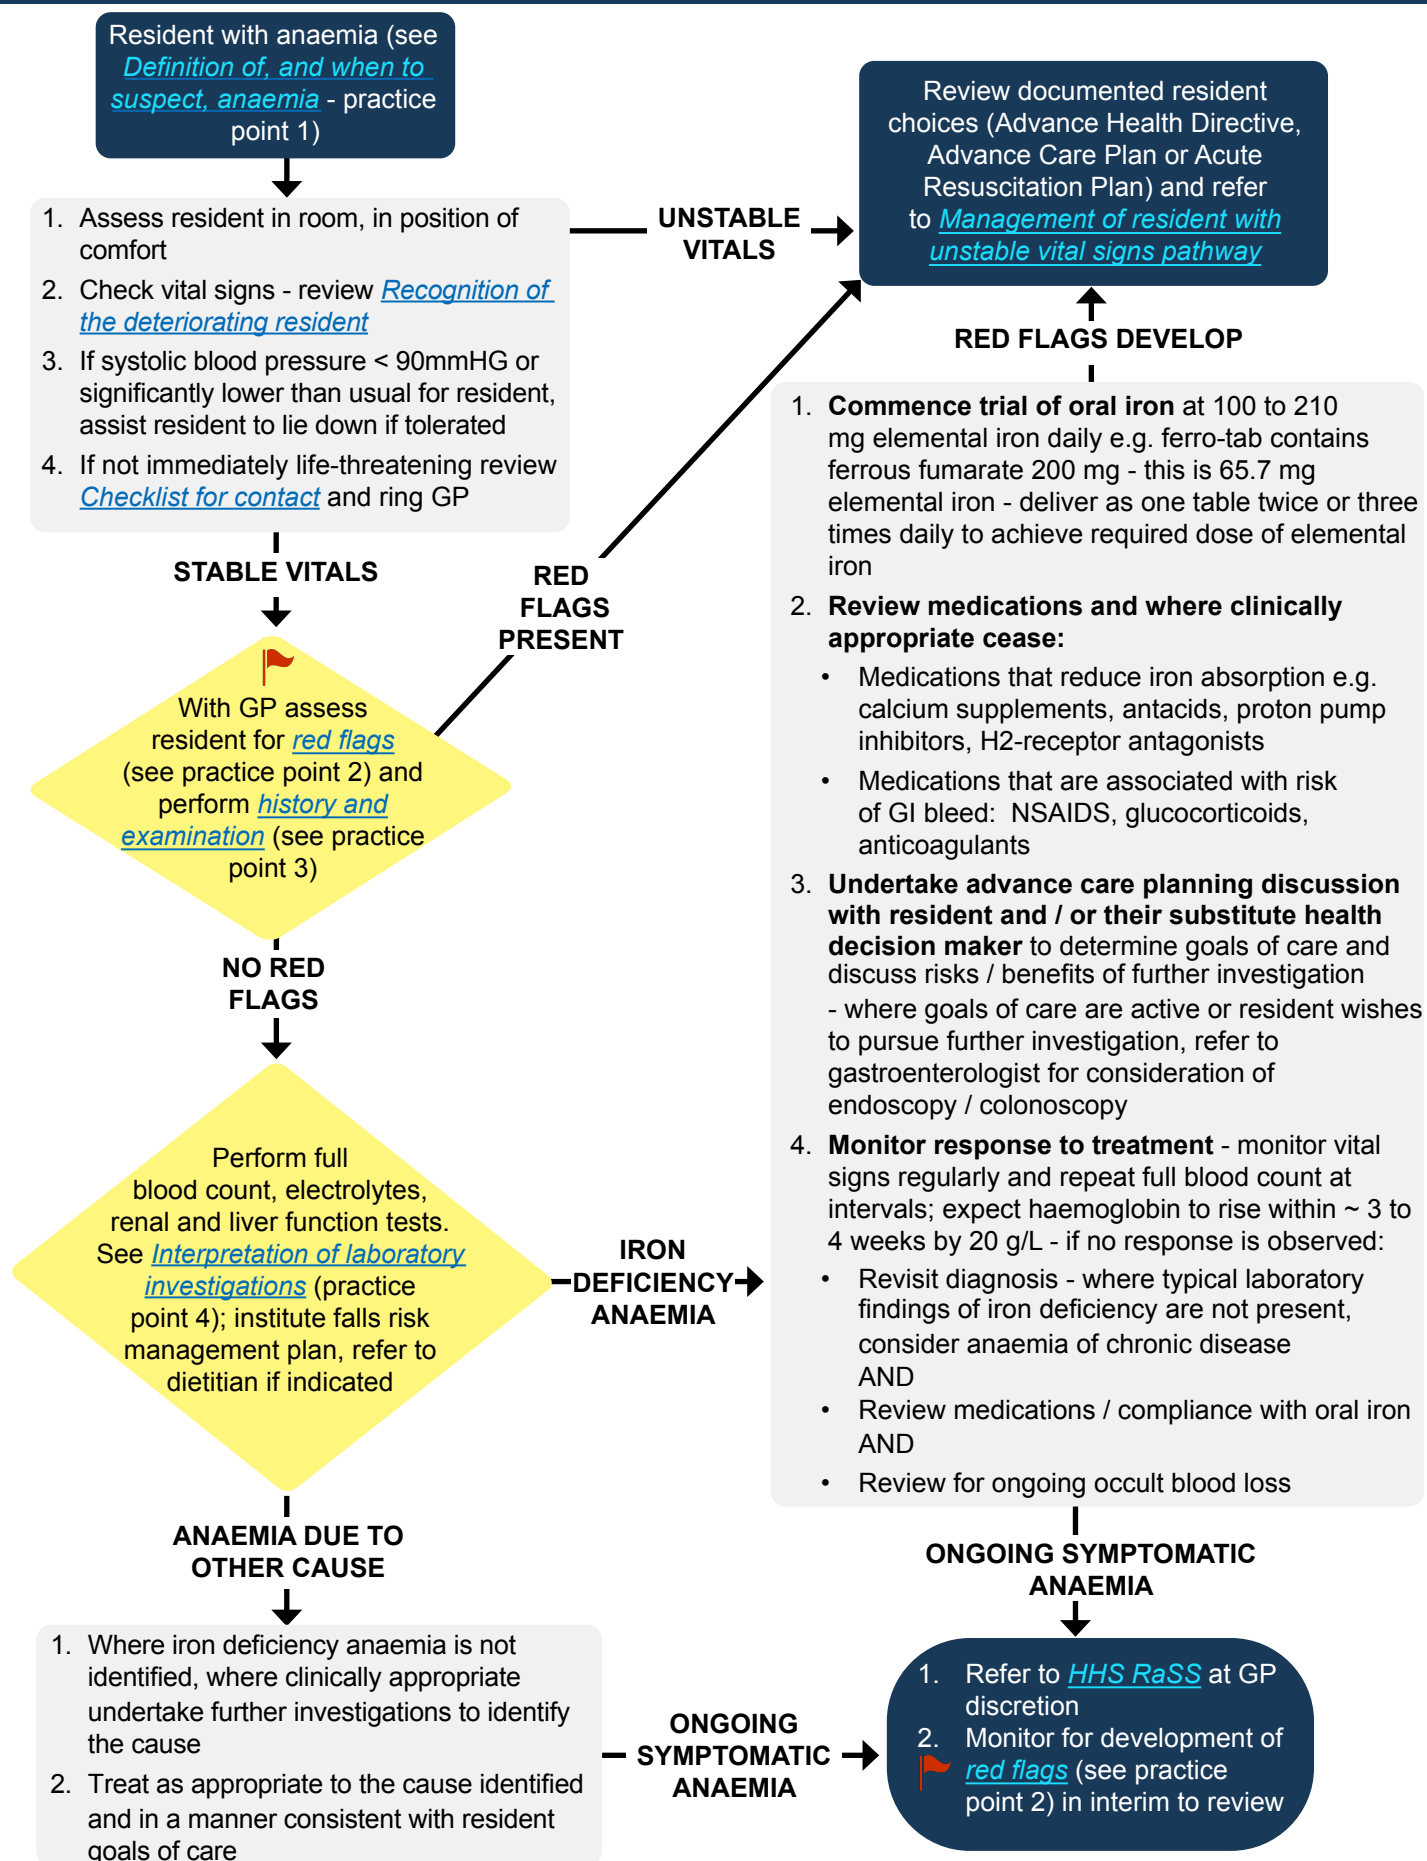 Resident with anaemia (see
Definition of, and when to
suspect, anaemia - practice
point 1)
1. Assess resident in room, in position of
comfort
2. Check vital signs - review Recognition of
the deteriorating resident
3. If systolic blood pressure < 90mmHG or
significantly lower than usual for resident,
assist resident to lie down if tolerated
4. If not immediately life-threatening review
Checklist for contact and ring GP
UNSTABLE
VITALS
Review documented resident
choices (Advance Health Directive,
Advance Care Plan or Acute
Resuscitation Plan) and refer
to Management of resident with
unstable vital signs pathway
STABLE VITALS
RED
FLAGS
PRESENT
RED FLAGS DEVELOP
With GP assess
resident for red flags
(see practice point 2) and
perform history and
examination (see practice
point 3)
NO RED
FLAGS
Perform full
blood count, electrolytes,
renal and liver function tests.
See Interpretation of laboratory
investigations (practice
point 4); institute falls risk
management plan, refer to
dietitian if indicated
IRON
DEFICIENCY
ANAEMIA
1. Commence trial of oral iron at 100 to 210
mg elemental iron daily e.g. ferro-tab contains
ferrous fumarate 200 mg - this is 65.7 mg
elemental iron - deliver as one table twice or three
times daily to achieve required dose of elemental
iron
2. Review medications and where clinically
appropriate cease:
• Medications that reduce iron absorption e.g.
calcium supplements, antacids, proton pump
inhibitors, H2-receptor antagonists
• Medications that are associated with risk
of GI bleed: NSAIDS, glucocorticoids,
anticoagulants
3. Undertake advance care planning discussion
with resident and / or their substitute health
decision maker to determine goals of care and
discuss risks / benefits of further investigation
- where goals of care are active or resident wishes
to pursue further investigation, refer to
gastroenterologist for consideration of
endoscopy / colonoscopy
4. Monitor response to treatment - monitor vital
signs regularly and repeat full blood count at
intervals; expect haemoglobin to rise within ~ 3 to
4 weeks by 20 g/L - if no response is observed:
• Revisit diagnosis - where typical laboratory
findings of iron deficiency are not present,
consider anaemia of chronic disease
AND
• Review medications / compliance with oral iron
AND
• Review for ongoing occult blood loss
ANAEMIA DUE TO
OTHER CAUSE
ONGOING SYMPTOMATIC
ANAEMIA
1. Where iron deficiency anaemia is not
identified, where clinically appropriate
undertake further investigations to identify
the cause
2. Treat as appropriate to the cause identified
and in a manner consistent with resident
goals of care
ONGOING
SYMPTOMATIC
ANAEMIA
1. Refer to HHS RaSS at GP
discretion
2. Monitor for development of
red flags (see practice
point 2) in interim to review